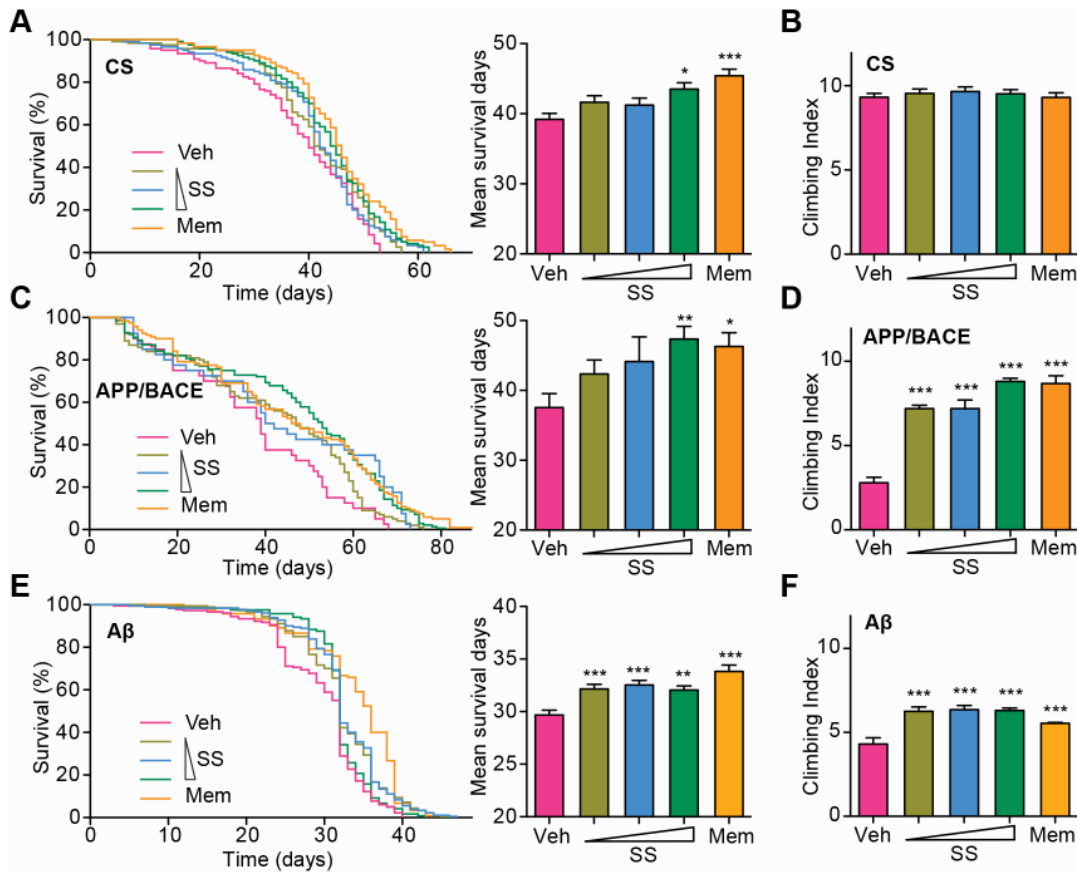 A
CS
Survival (%)
100
80
60
40
20
0
Veh
SS
Mem
0 20 40 60
Time (days)
Mean survival days
50
40
30
20
* ***
Veh Mem
SS
B
CS
Climbing Index
10
5
0
Veh Mem
SS
C
APP/BACE
Survival (%)
100
80
60
40
20
0
Veh
SS
Mem
0 20 40 60 80
Time (days)
Mean survival days
50
40
30
20
** *
Veh Mem
SS
D
APP/BACE
Climbing Index
10
5
0
*** *** *** ***
Veh Mem
SS
E
Aβ
Survival (%)
100
80
60
40
20
0
Veh
SS
Mem
0 10 20 30 40
Time (days)
Mean survival days
40
35
30
25
20
*** *** ** ***
Veh Mem
SS
F
Aβ
Climbing Index
10
5
0
*** *** *** ***
Veh Mem
SS